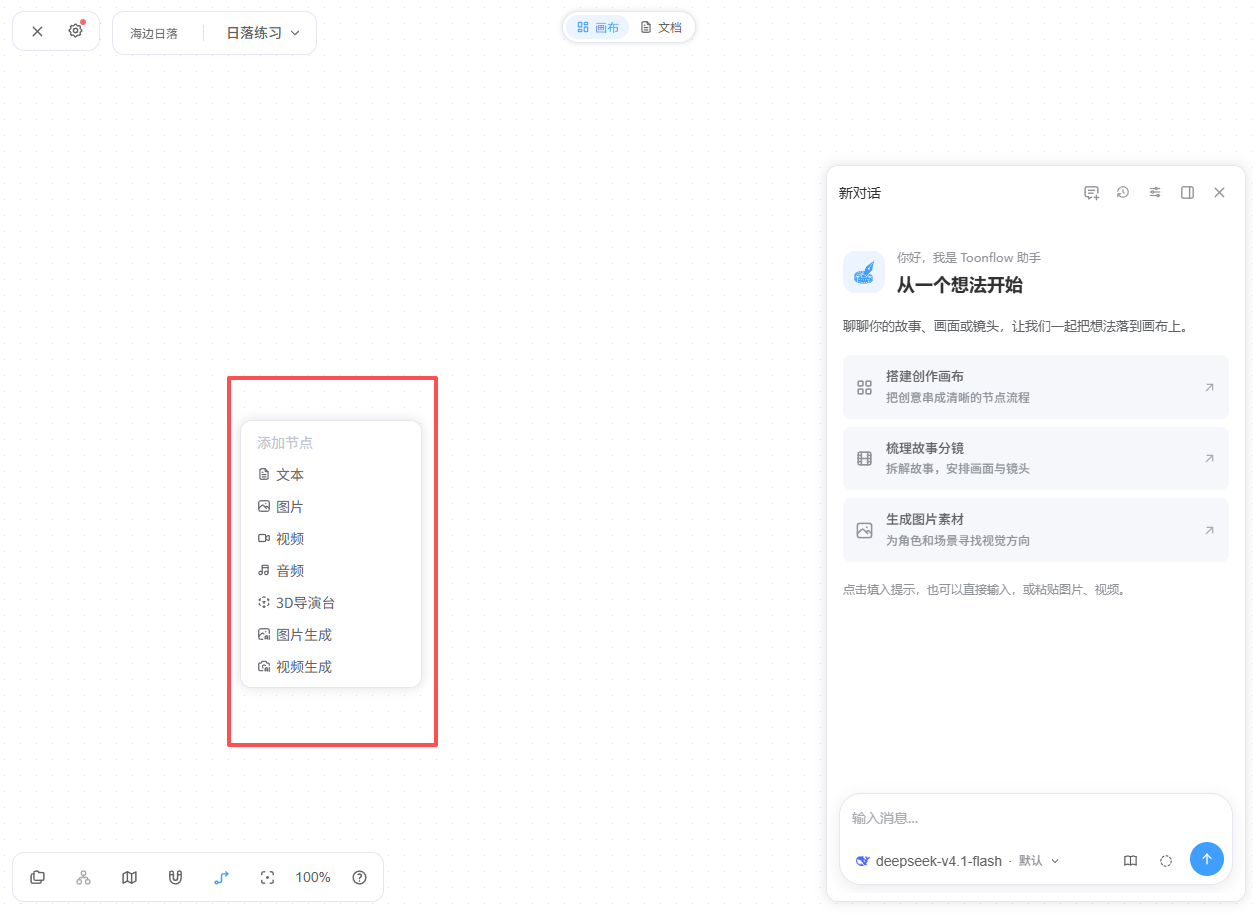 海边日落
日落练习
画布
文档
新对话
你好，我是 Toonflow 助手
从一个想法开始
聊聊你的故事、画面或镜头，让我们一起把想法落到画布上。
搭建创作画布
把创意串成清晰的节点流程
梳理故事分镜
拆解故事，安排画面与镜头
生成图片素材
为角色和场景寻找视觉方向
点击填入提示，也可以直接输入，或粘贴图片、视频。
添加节点
文本
图片
视频
音频
3D导演台
图片生成
视频生成
输入消息...
deepseek-v4.1-flash · 默认
100%